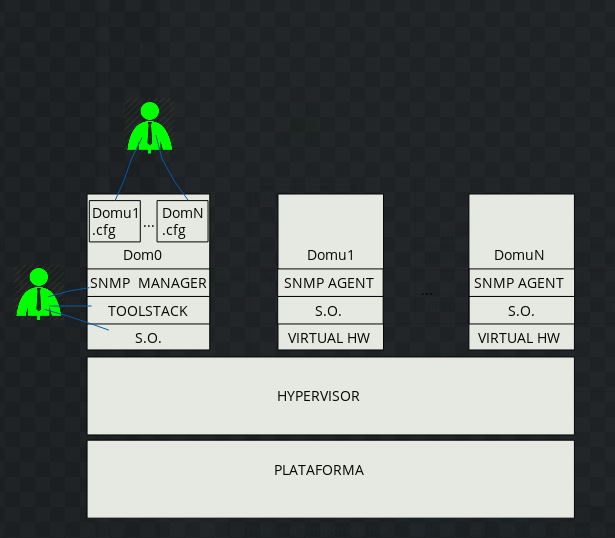 Domu1
.cfg
...
DomN
.cfg
Dom0
SNMP MANAGER
TOOLSTACK
S.O.
Domu1
SNMP AGENT
S.O.
VIRTUAL HW
...
DomuN
SNMP AGENT
S.O.
VIRTUAL HW
HYPERVISOR
PLATAFORMA